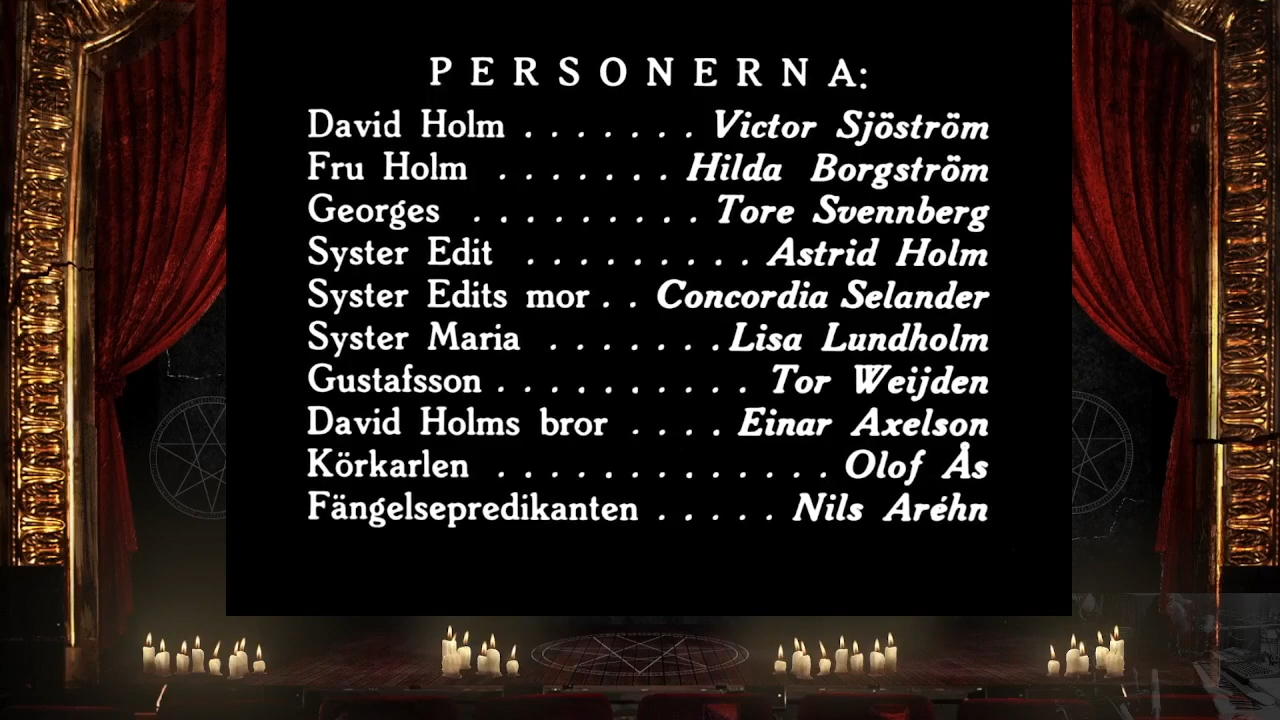 PERSONERNA:
David Holm . . . . . . . Victor Sjöström
Fru Holm . . . . . . . Hilda Borgström
Georges . . . . . . . . . Tore Svennberg
Syster Edit . . . . . . . . . Astrid Holm
Syster Edits mor . . Concordia Selander
Syster Maria . . . . . . . Lisa Lundholm
Gustafsson . . . . . . . . . . Tor Weijden
David Holms bror . . . . Einar Axelson
Körkarlen . . . . . . . . . . . . . Olof Ås
Fängelsepredikanten . . . . . Nils Aréhn